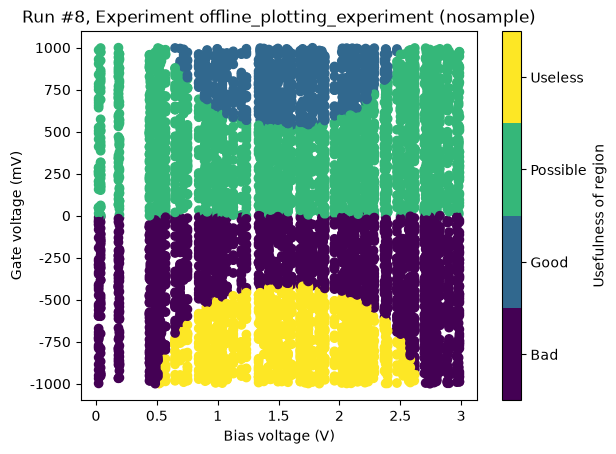 Run #8, Experiment offline_plotting_experiment (nosample)
1000
750
500
250
0
-250
-500
-750
-1000
Gate voltage (mV)
0
0.5
1
1.5
2
2.5
3
Bias voltage (V)
Useless
Possible
Good
Bad
Usefulness of region